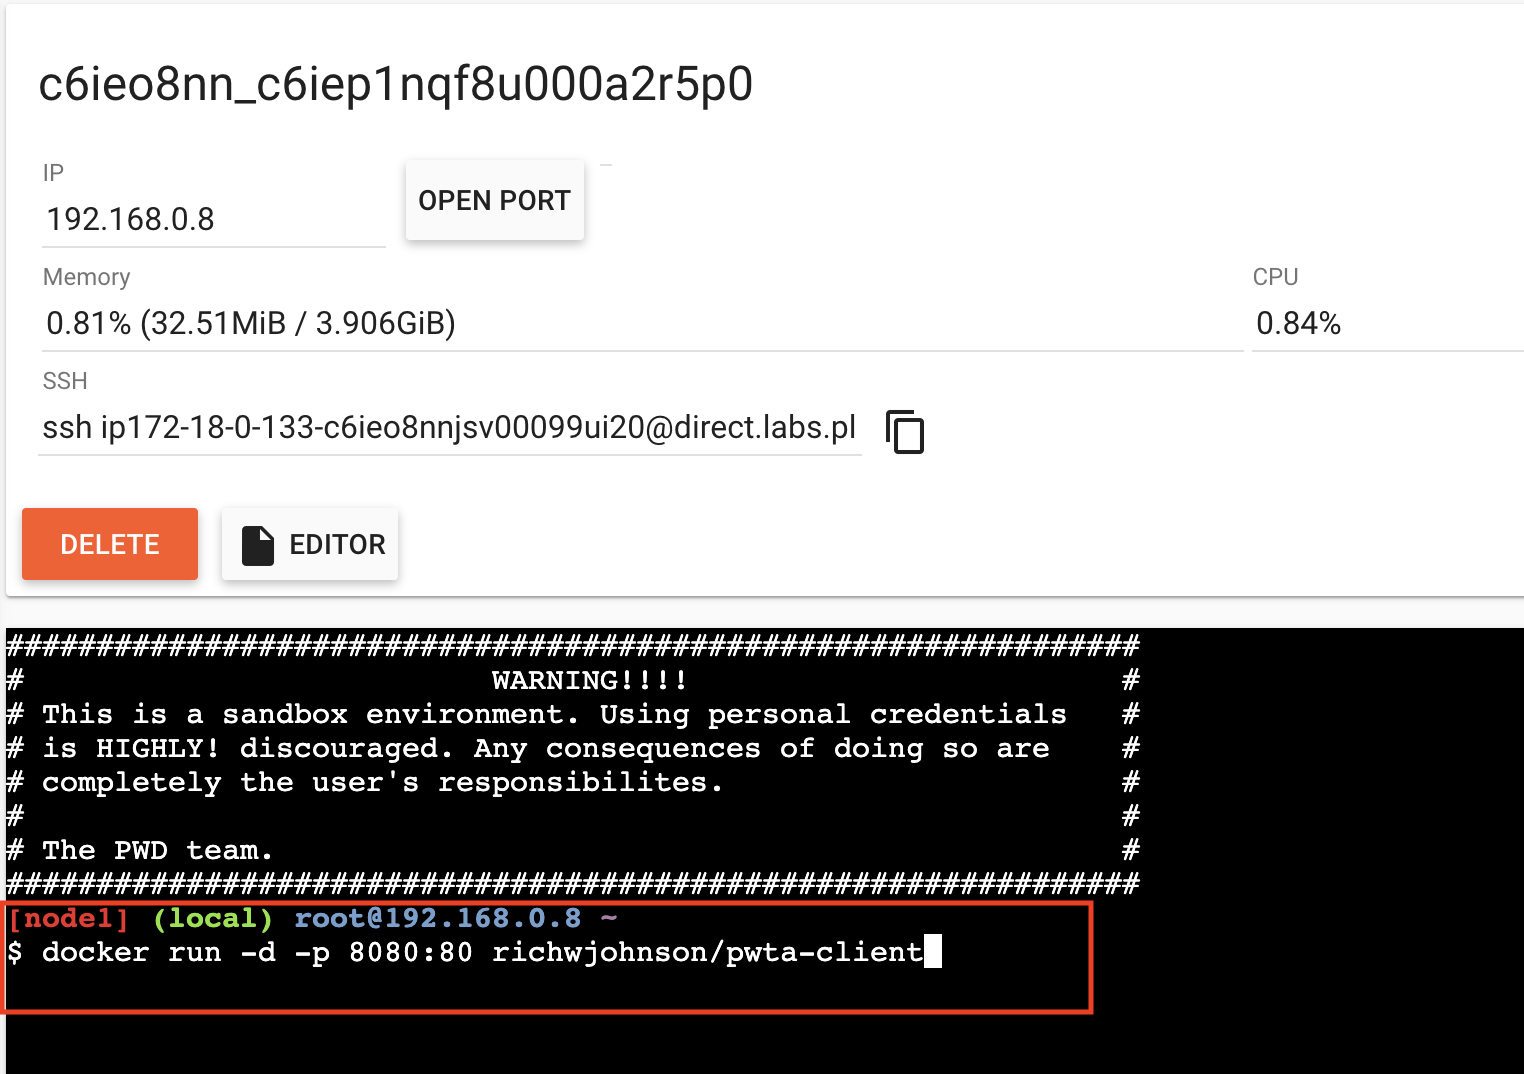 c6ieo8nn_c6iep1nqf8u000a2r5p0
IP
192.168.0.8
OPEN PORT
Memory
0.81% (32.51MiB / 3.906GiB)
CPU
0.84%
SSH
ssh ip172-18-0-133-c6ieo8nnjsv00099ui20@direct.labs.pl
DELETE
EDITOR
###############################################################
#                          WARNING!!!!                        #
# This is a sandbox environment. Using personal credentials   #
# is HIGHLY! discouraged. Any consequences of doing so are    #
# completely the user's responsibilites.                      #
#                                                             #
# The PWD team.                                               #
###############################################################
[node1] (local) root@192.168.0.8 ~
$ docker run -d -p 8080:80 richwjohnson/pwta-client